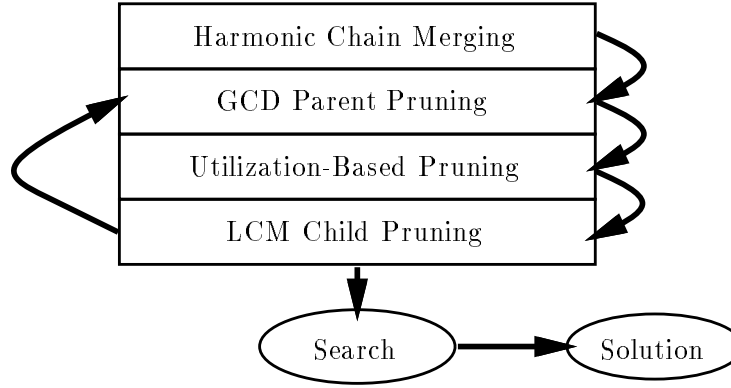 Harmonic Chain Merging
GCD Parent Pruning
Utilization-Based Pruning
LCM Child Pruning
Search
Solution